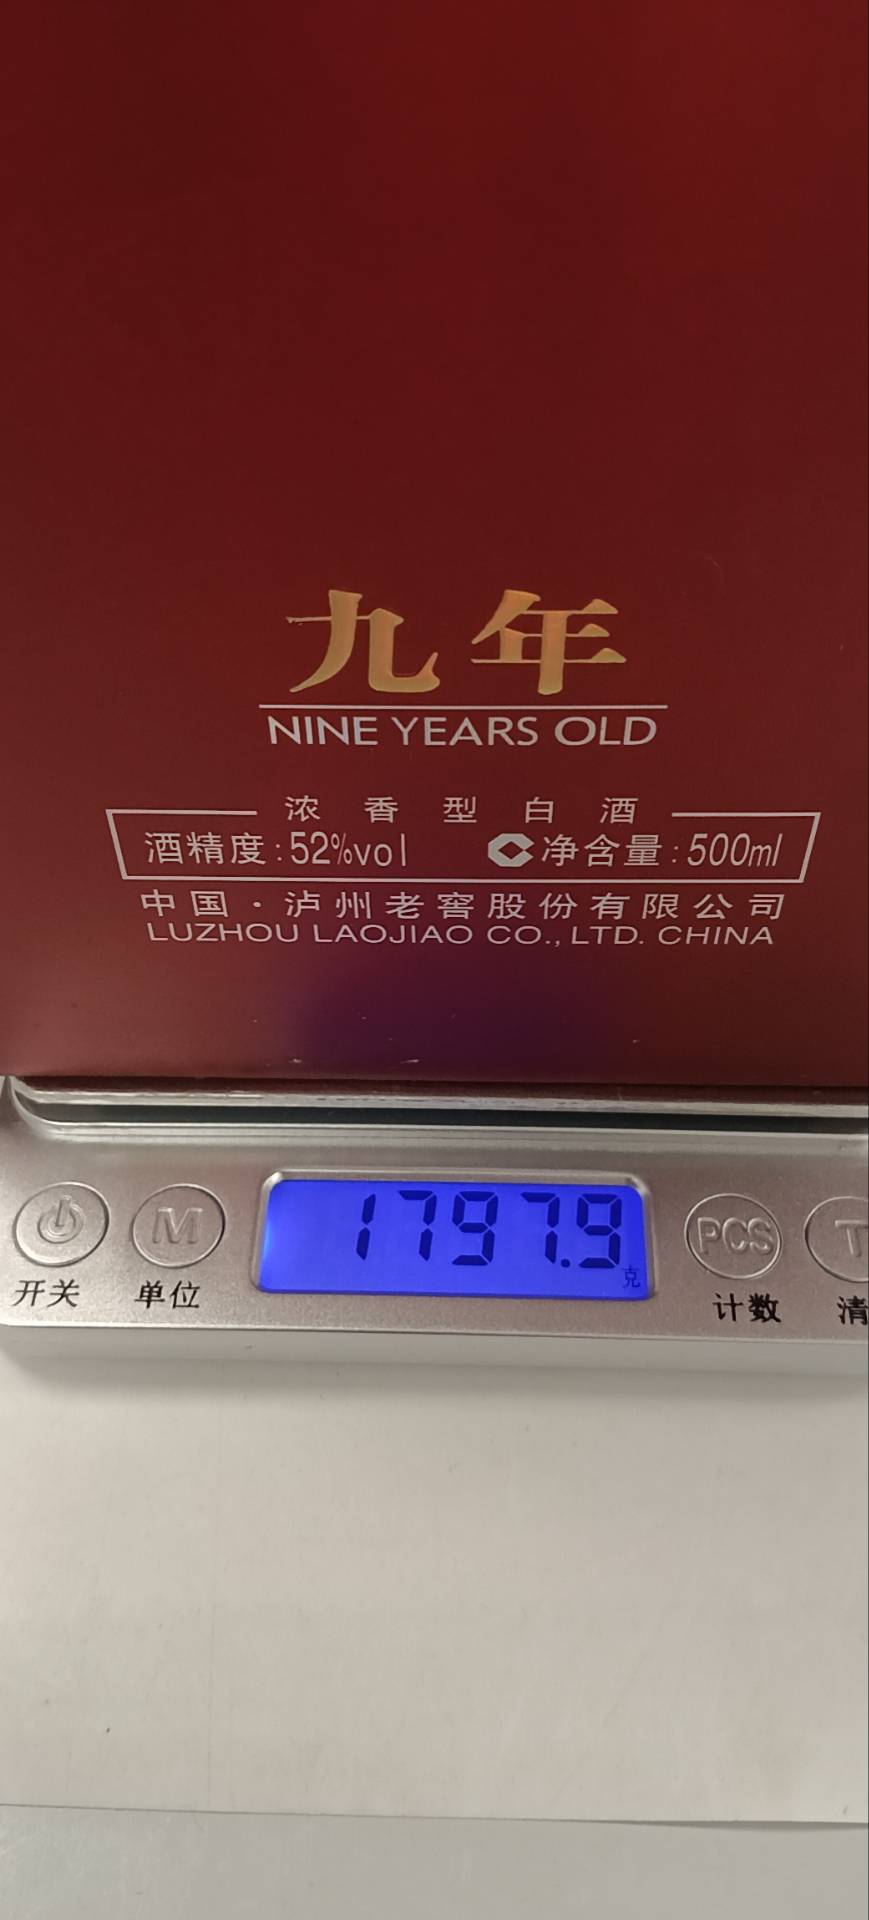 九年
NINE YEARS OLD
浓香型白酒
酒精度:52%vol 净含量:500ml
中国·泸州老窖股份有限公司
LUZHOU LAOJIAO CO., LTD. CHINA
M 1797.9 克 PCS T
开关 单位 计数 清